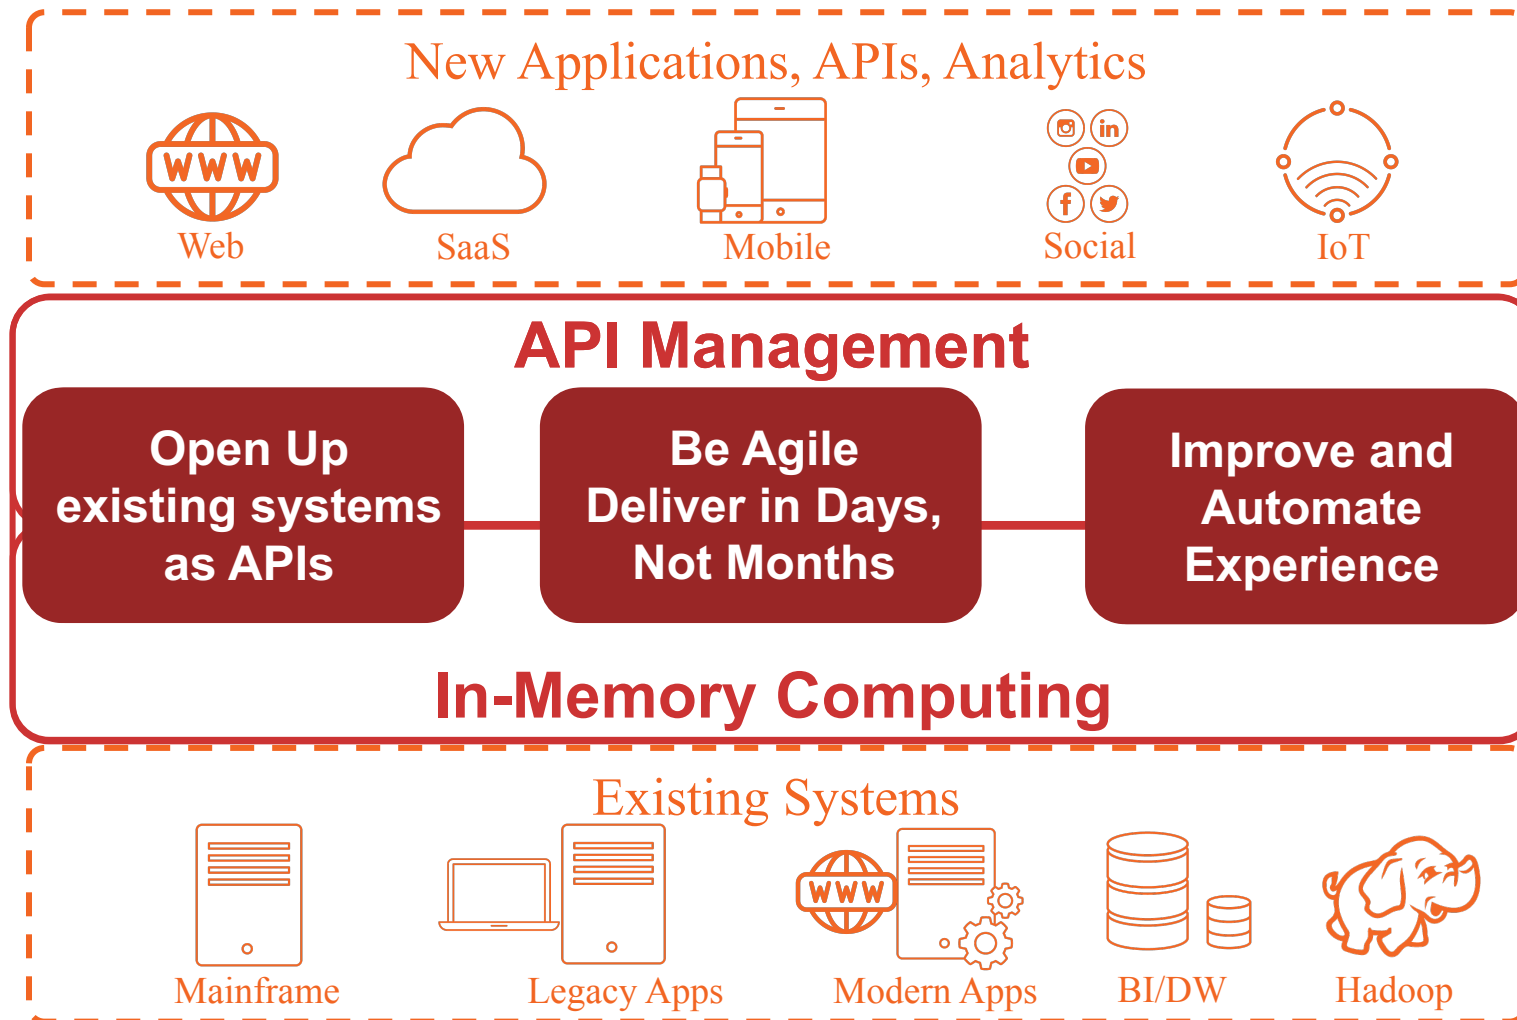 New Applications, APIs, Analytics
WWW
in
f
Web
SaaS
Mobile
Social
IoT
API Management
Open Up
existing systems
as APIs
Be Agile
Deliver in Days,
Not Months
Improve and
Automate
Experience
In-Memory Computing
Existing Systems
WWW
Mainframe
Legacy Apps
Modern Apps
BI/DW
Hadoop